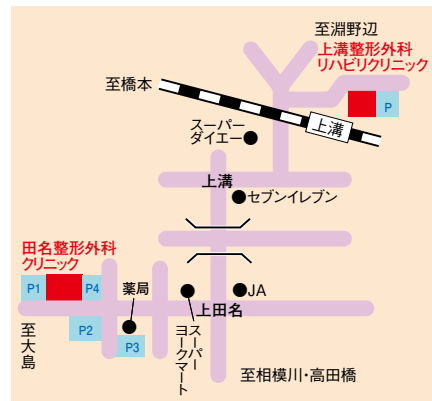 至淵野辺
上溝整形外科
リハビリクリニック
至橋本
P
上溝
スーパー
ダイエー
上溝
セブンイレブン
田名整形外科
クリニック
P1
P4
薬局
JA
上田名
P2
P3
至大島
スーパー
ヨークマート
至相模川・高田橋